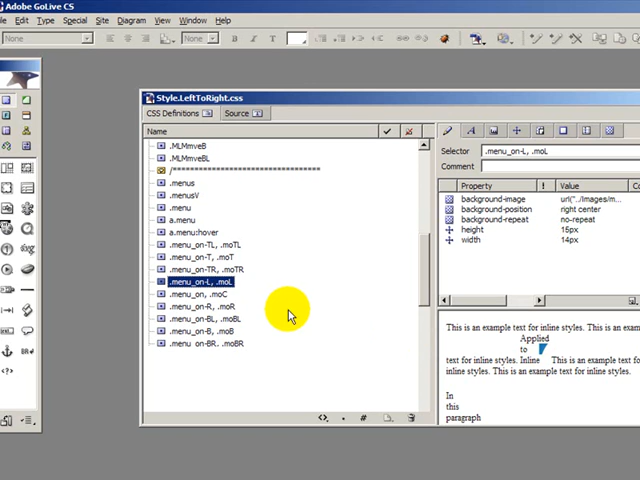 Adobe GoLive CS
Edit Type Special Site Diagram View Window Help
None
(None)
B I T
Style.LeftToRight.css
CSS Definitions Source
Name
.MLMmveB
.MLMmveBL
.menus
.menusV
.menu
a.menu
a.menu:hover
.menu_on-TL, .moTL
.menu_on-T, .moT
.menu_on-TR, .moTR
.menu_on-L, .moL
.menu_on, .moC
.menu_on-R, .moR
.menu_on-BL, .moBL
.menu_on-B, .moB
.menu_on-BR, .moBR
#
Selector .menu_on-L, .moL
Comment
Property ! Value
background-image url("../Images/m...
background-position right center
background-repeat no-repeat
height 15px
width 14px
This is an example text for inline styles. This is an exam
Applied
to
text for inline styles. Inline This is an example text for
inline styles. This is an example text for inline styles.
In
this
paragraph